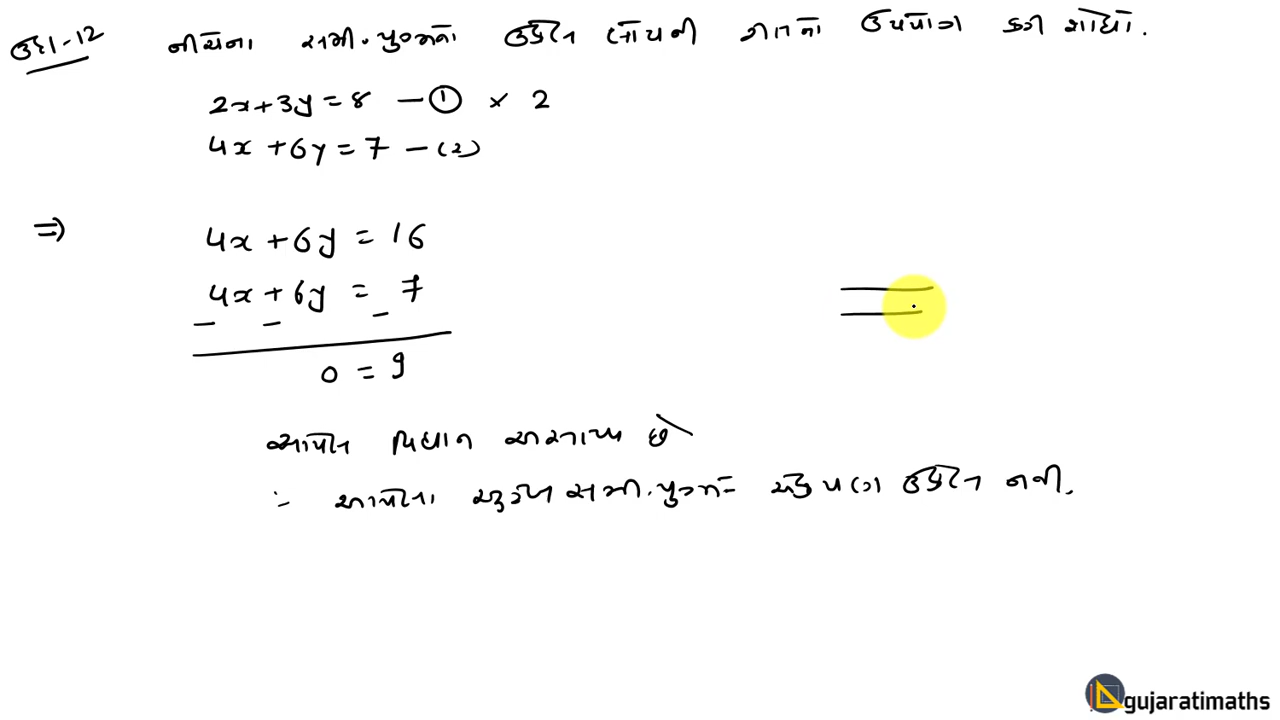 ઉદા-12 નીચેના સમી. યુગ્મનો ઉકેલ લોપની રીતનો ઉપયોગ કરી શોધો.
2x+3y=8 —① × 2
4x+6y=7 —(2)
⇒ 4x+6y = 16
4x+6y = 7
− − −
0 = 9
આપેલ વિધાન અસત્ય છે
∴ આપેલા સમી. યુગ્મને ઉકેલ નથી.
gujaratimaths